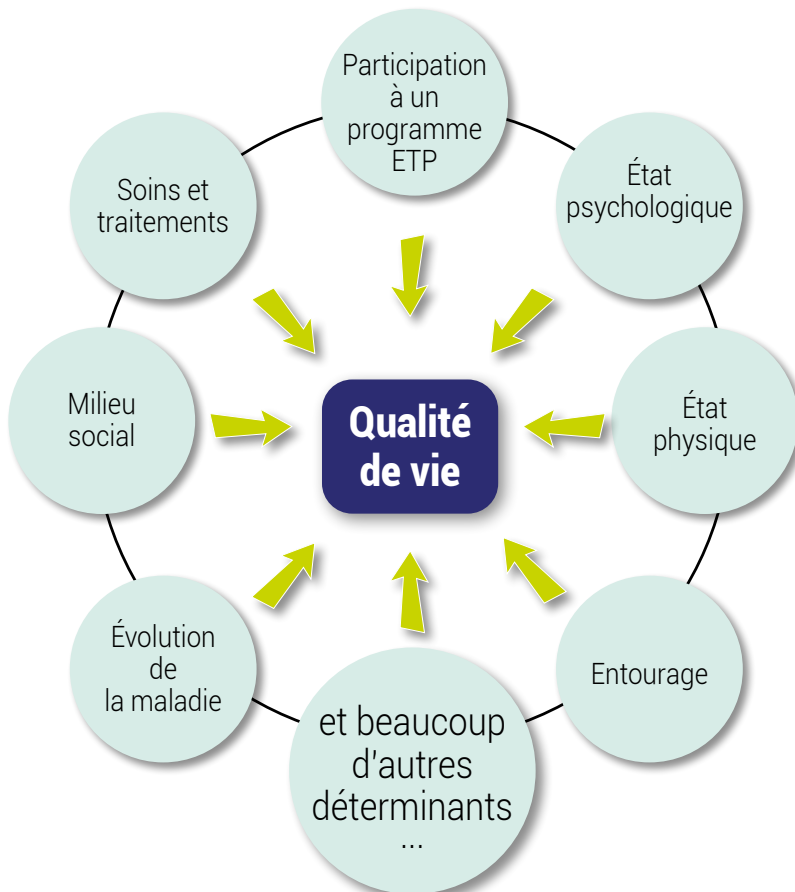 Participation
à un
programme
ETP
État
psychologique
État
physique
Entourage
et beaucoup
d'autres
déterminants
...
Évolution
de
la maladie
Milieu
social
Soins et
traitements
Qualité
de vie